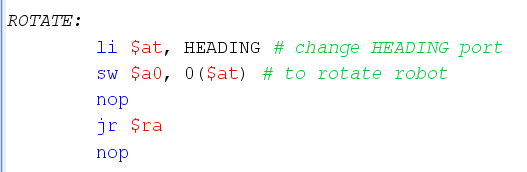 ROTATE:
li $at, HEADING # change HEADING port
sw $a0, 0($at) # to rotate robot
nop
jr $ra
nop